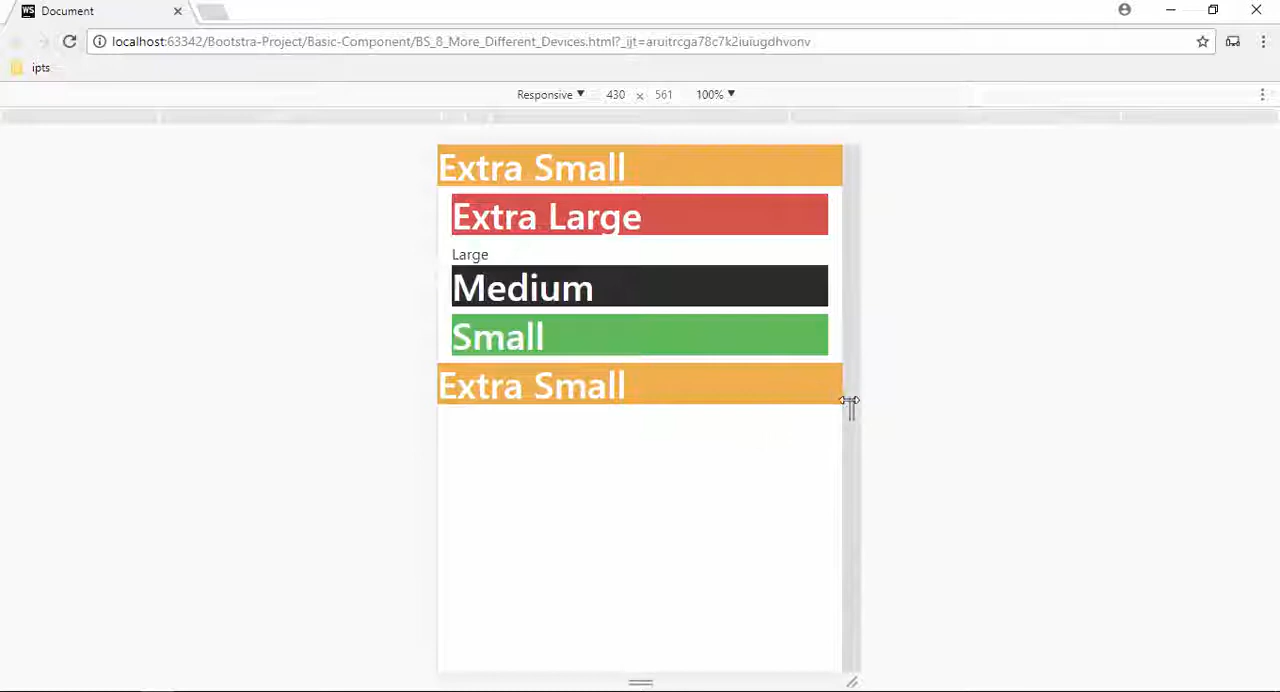 WS Document
localhost:63342/Bootstra-Project/Basic-Component/BS_8_More_Different_Devices.html?_ijt=aruitrcga78c7k2iuiugdhvonv
ipts
Responsive ▼ 430 × 561 100% ▼
Extra Small
Extra Large
Large
Medium
Small
Extra Small